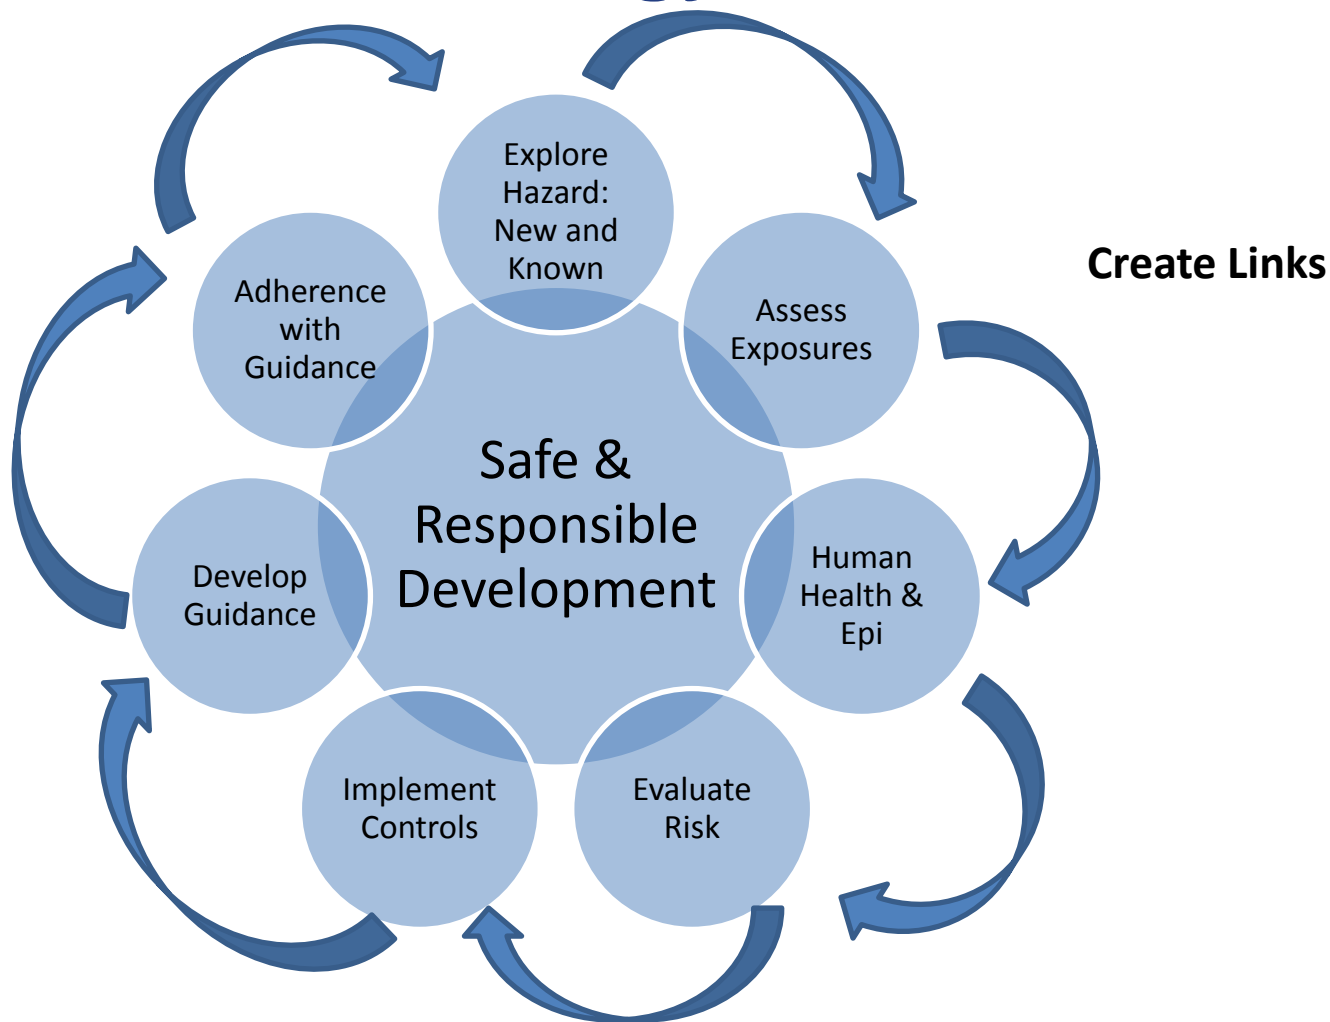 Explore
Hazard:
New and
Known
Create Links
Assess
Exposures
Adherence
with
Guidance
Safe &
Responsible
Development
Human
Health &
Epi
Develop
Guidance
Implement
Controls
Evaluate
Risk